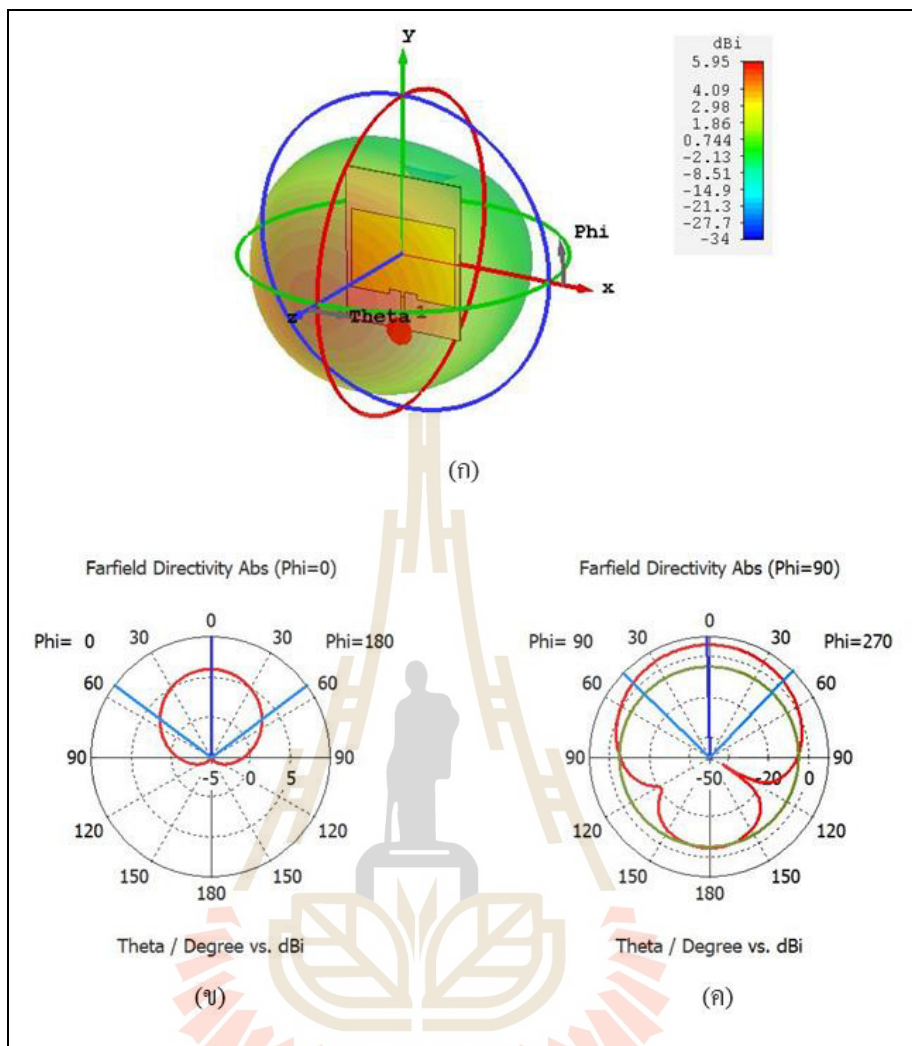 y
dBi
5.95
4.09
2.98
1.86
0.744
-2.13
-8.51
-14.9
-21.3
-27.7
-34
Phi
x
z
Theta
1
(ก)
Farfield Directivity Abs (Phi=0)
Farfield Directivity Abs (Phi=90)
0
30
30
Phi= 0
Phi=180
60
60
90
90
-5
0
5
120
120
150
150
180
Theta / Degree vs. dBi
(ข)
0
30
30
Phi= 90
Phi=270
60
60
90
90
-50
-20
0
120
120
150
150
180
Theta / Degree vs. dBi
(ค)